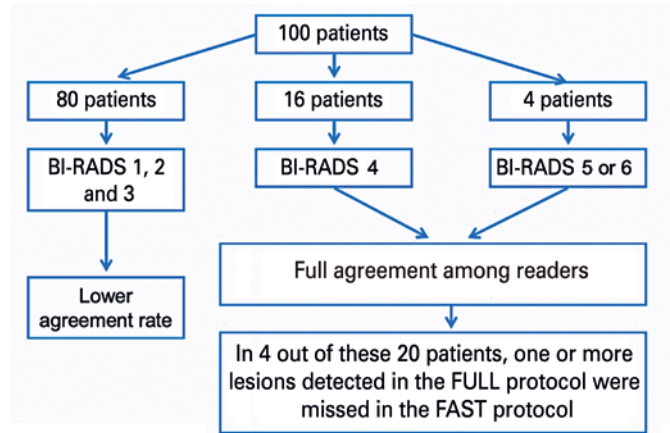 100 patients
80 patients
16 patients
4 patients
BI-RADS 1, 2
and 3
BI-RADS 4
BI-RADS 5 or 6
Full agreement among readers
Lower
agreement rate
In 4 out of these 20 patients, one or more
lesions detected in the FULL protocol were
missed in the FAST protocol